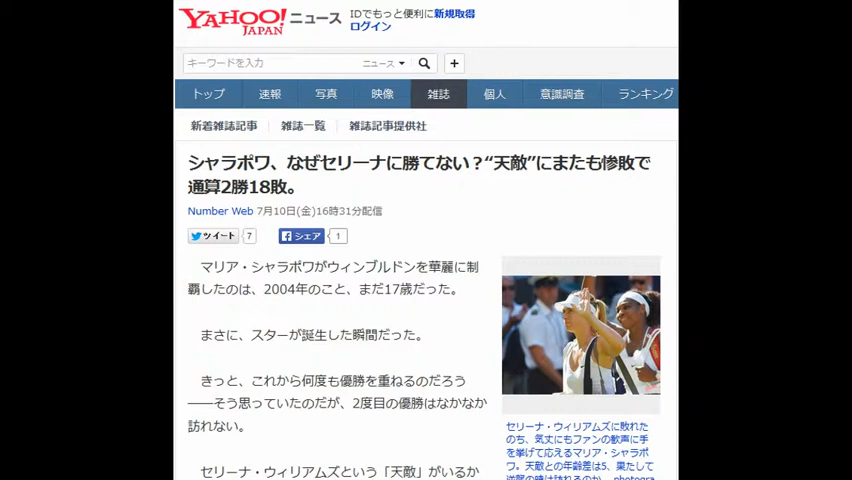 YAHOO! JAPAN ニュース
IDでもっと便利に新規取得
ログイン
キーワードを入力
ニュース
トップ 速報 写真 映像 雑誌 個人 意識調査 ランキング
新着雑誌記事 雑誌一覧 雑誌記事提供社
シャラポワ、なぜセリーナに勝てない？“天敵”にまたも惨敗で
通算2勝18敗。
Number Web 7月10日(金)16時31分配信
ツイート 7 シェア 1
マリア・シャラポワがウィンブルドンを華麗に制
覇したのは、2004年のこと、まだ17歳だった。
まさに、スターが誕生した瞬間だった。
きっと、これから何度も優勝を重ねるのだろう
――そう思っていたのだが、2度目の優勝はなかなか
訪れない。
セリーナ・ウィリアムズという「天敵」がいるか
セリーナ・ウィリアムズに敗れた
のち、気丈にもファンの歓声に手
を挙げて応えるマリア・シャラポ
ワ。天敵との年齢差は5、果たして
逆襲の時は訪れるのか。 photogra